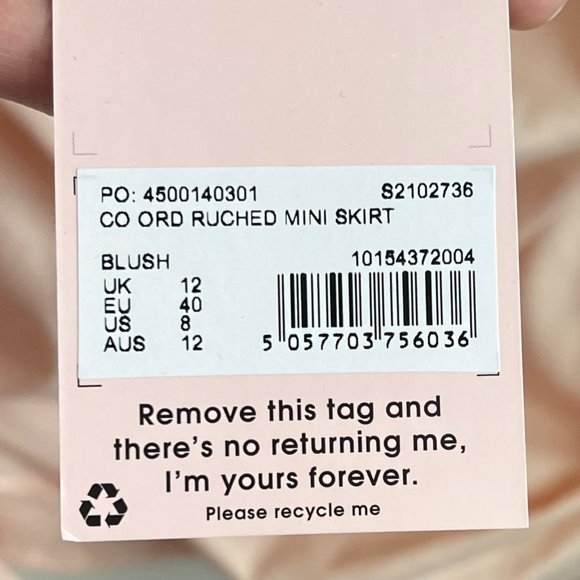 PO: 4500140301 S2102736
CO ORD RUCHED MINI SKIRT
BLUSH 10154372004
UK 12
EU 40
US 8
AUS 12
5 057703 756036
Remove this tag and
there's no returning me,
I'm yours forever.
Please recycle me